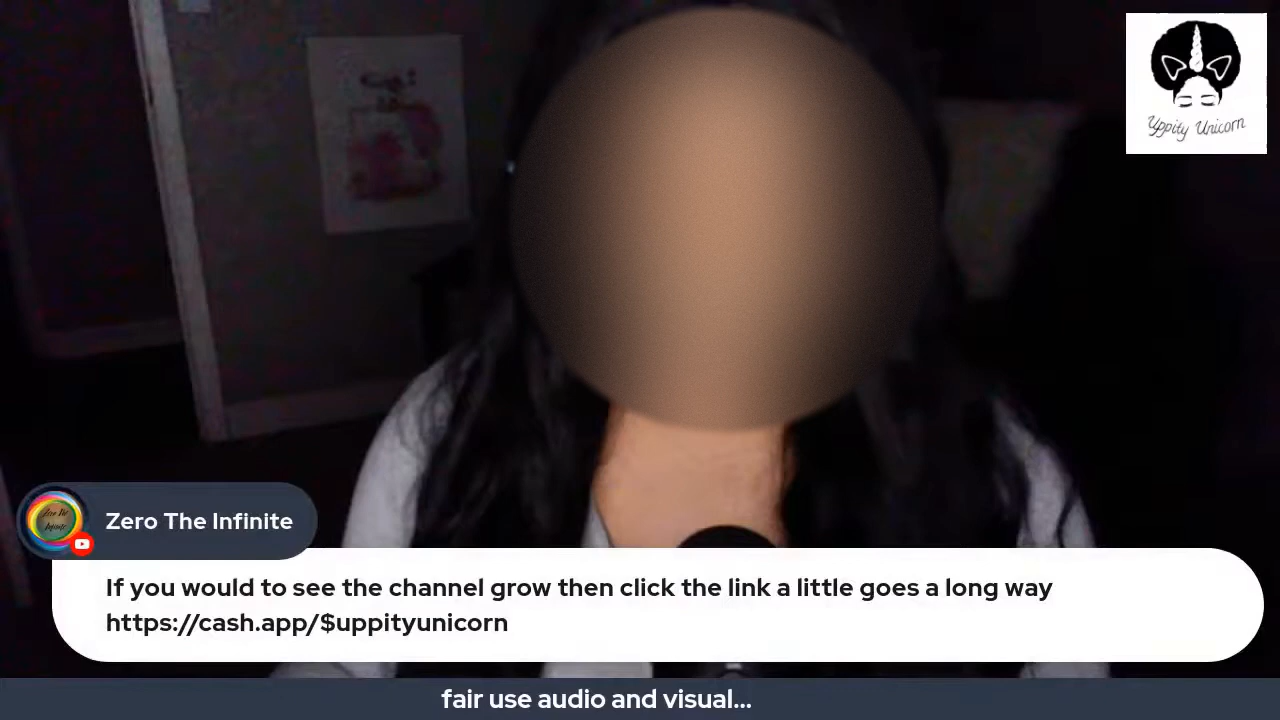 Uppity Unicorn
Zero The Infinite
If you would to see the channel grow then click the link a little goes a long way
https://cash.app/$uppityunicorn
fair use audio and visual...